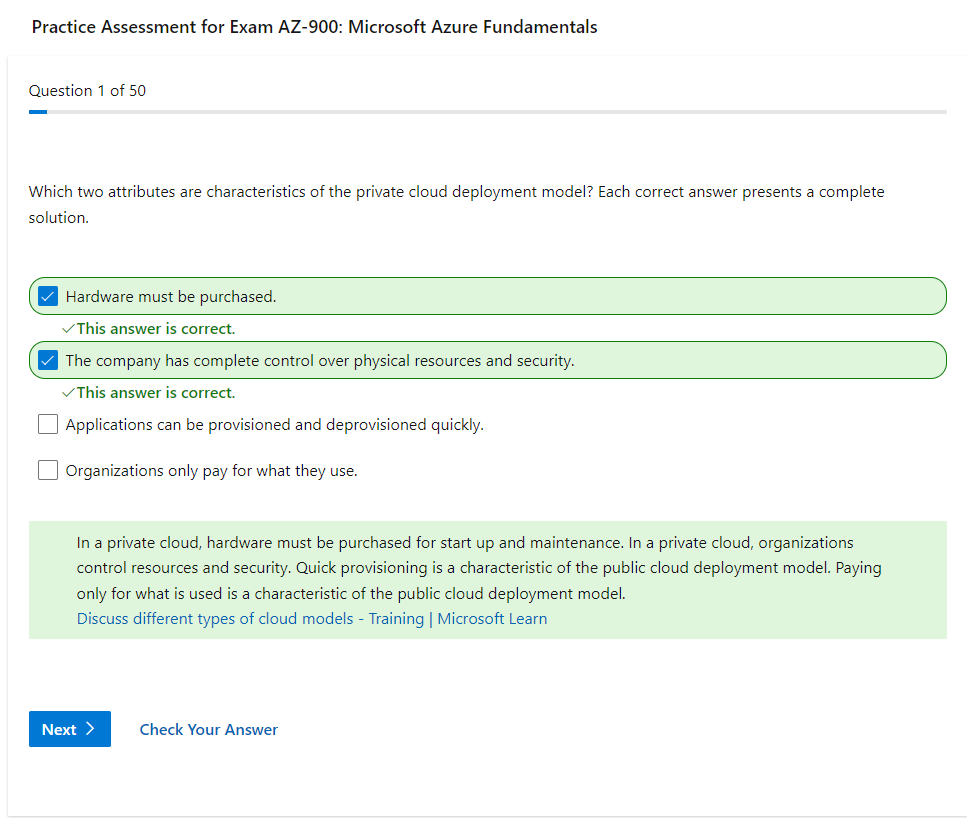 Practice Assessment for Exam AZ-900: Microsoft Azure Fundamentals
Question 1 of 50
Which two attributes are characteristics of the private cloud deployment model? Each correct answer presents a complete
solution.
Hardware must be purchased.
This answer is correct.
The company has complete control over physical resources and security.
This answer is correct.
Applications can be provisioned and deprovisioned quickly.
Organizations only pay for what they use.
In a private cloud, hardware must be purchased for start up and maintenance. In a private cloud, organizations
control resources and security. Quick provisioning is a characteristic of the public cloud deployment model. Paying
only for what is used is a characteristic of the public cloud deployment model.
Discuss different types of cloud models - Training | Microsoft Learn
Next
Check Your Answer